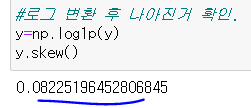 #로그 변환 후 나아진거 확인.
y=np.log1p(y)
y.skew()
0.08225196452806845